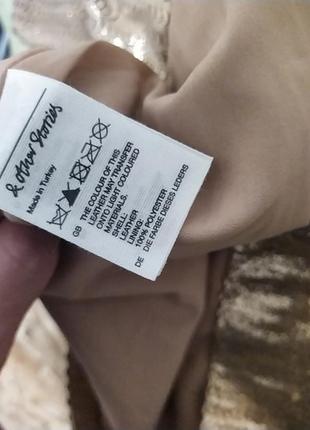 & other Stories
Made in Turkey
GB THE COLOUR OF THIS
LEATHER MAY TRANSFER
ONTO LIGHT COLOURED
MATERIALS.
SHELL:
LEATHER
LINING:
100% POLYESTER
DE DIE FARBE DIESES LEDERS